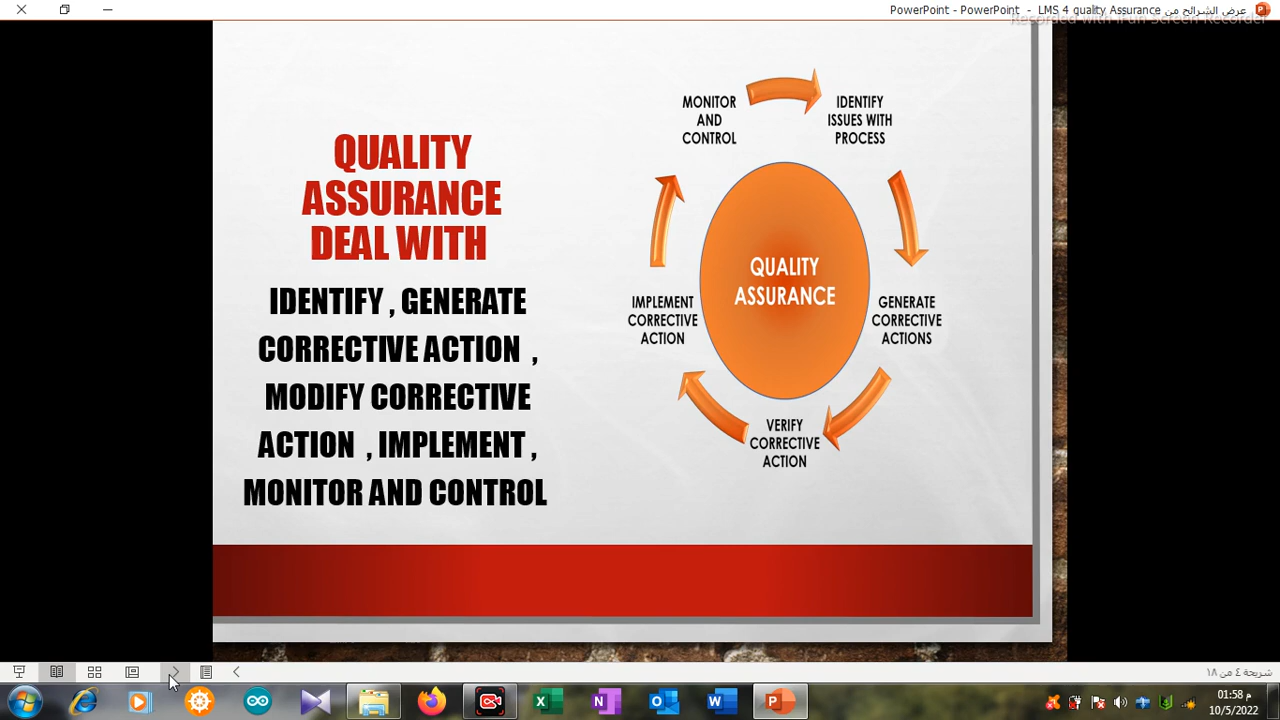 PowerPoint - PowerPoint - LMS 4 quality Assurance عرض الشرائح من
Recorded with iFun Screen Recorder
QUALITY
ASSURANCE
DEAL WITH
IDENTIFY , GENERATE
CORRECTIVE ACTION ,
MODIFY CORRECTIVE
ACTION , IMPLEMENT ,
MONITOR AND CONTROL
MONITOR
AND
CONTROL
IDENTIFY
ISSUES WITH
PROCESS
GENERATE
CORRECTIVE
ACTIONS
VERIFY
CORRECTIVE
ACTION
IMPLEMENT
CORRECTIVE
ACTION
QUALITY
ASSURANCE
شريحة ٤ من ١٨
01:58 م
10/5/2022